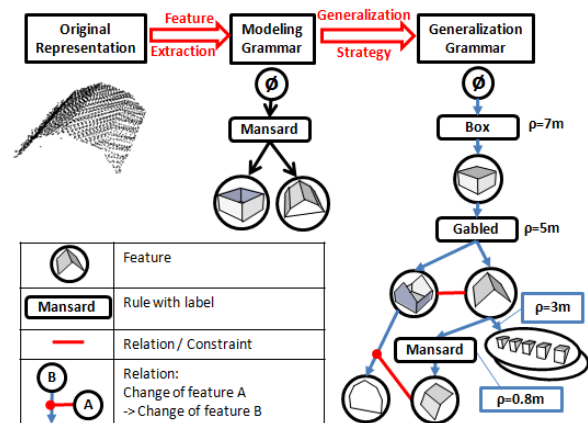 Original
Representation
Feature
Extraction
Modeling
Grammar
Generalization
Strategy
Generalization
Grammar
Ø
Mansard
Ø
Box
ρ=7m
Gabled
ρ=5m
ρ=3m
Mansard
ρ=0.8m
Feature
Mansard
Rule with label
Relation / Constraint
B
A
Relation:
Change of feature A
-> Change of feature B